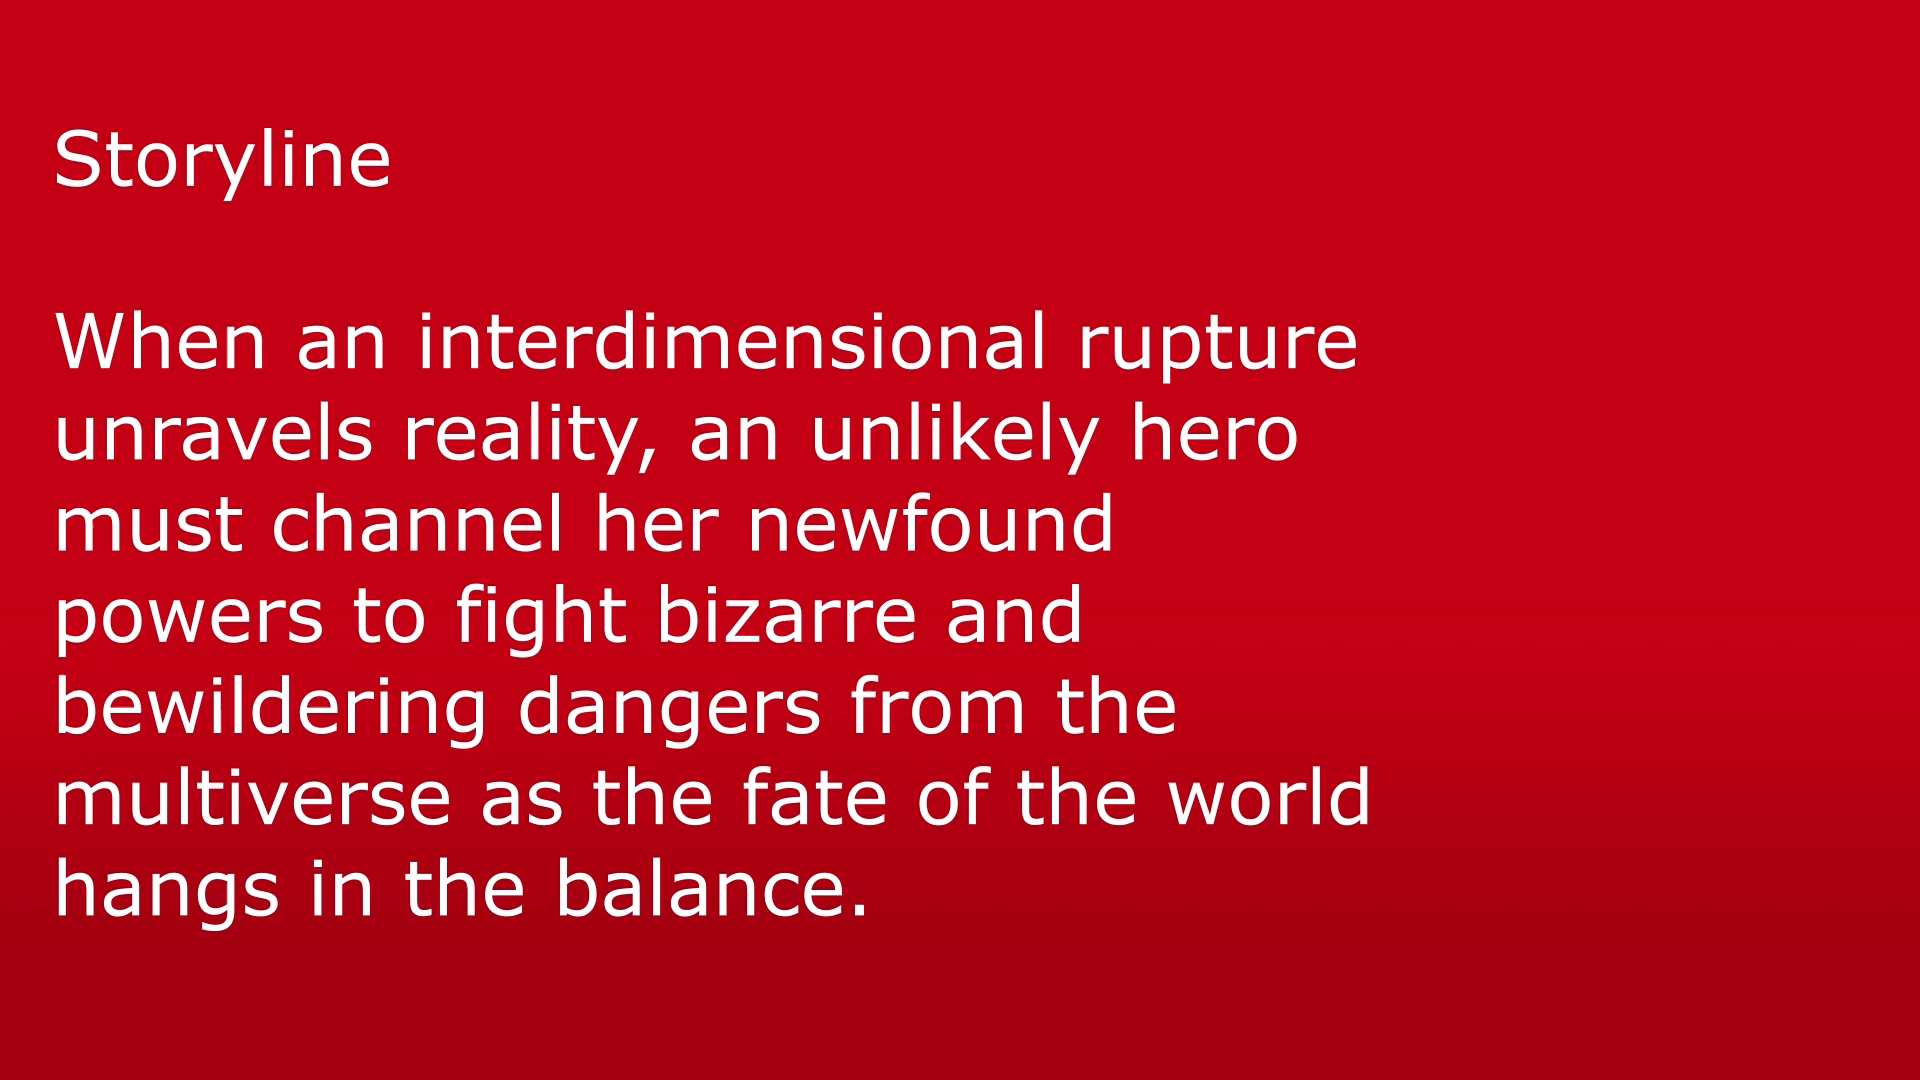 Storyline
When an interdimensional rupture
unravels reality, an unlikely hero
must channel her newfound
powers to fight bizarre and
bewildering dangers from the
multiverse as the fate of the world
hangs in the balance.